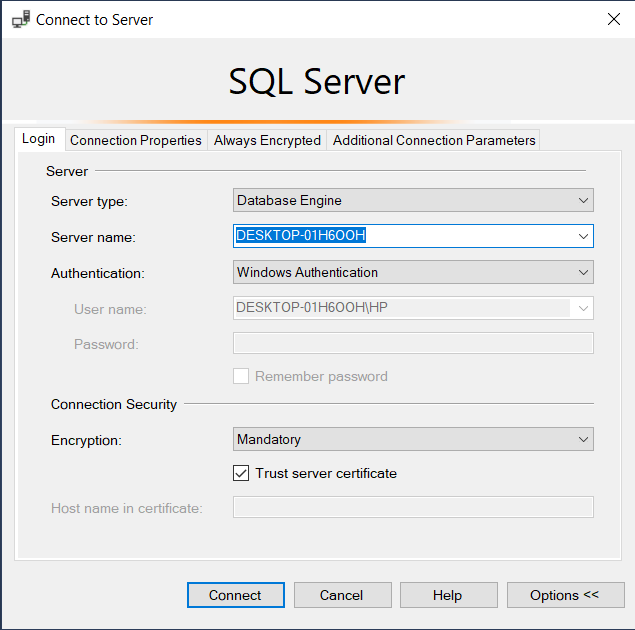 Connect to Server
SQL Server
Login Connection Properties Always Encrypted Additional Connection Parameters
Server
Server type: Database Engine
Server name: DESKTOP-01H6OOH
Authentication: Windows Authentication
User name: DESKTOP-01H6OOH\HP
Password:
Remember password
Connection Security
Encryption: Mandatory
Trust server certificate
Host name in certificate:
Connect Cancel Help Options <<